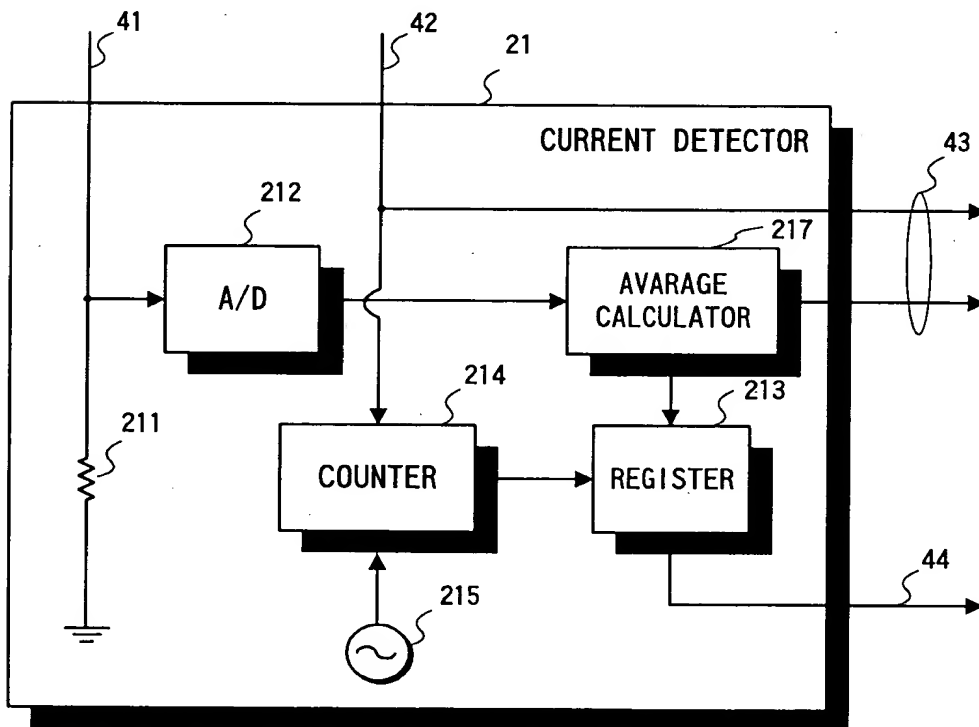 41
42
21
CURRENT DETECTOR
43
212
217
A/D
AVARAGE
CALCULATOR
214
213
211
COUNTER
REGISTER
44
215